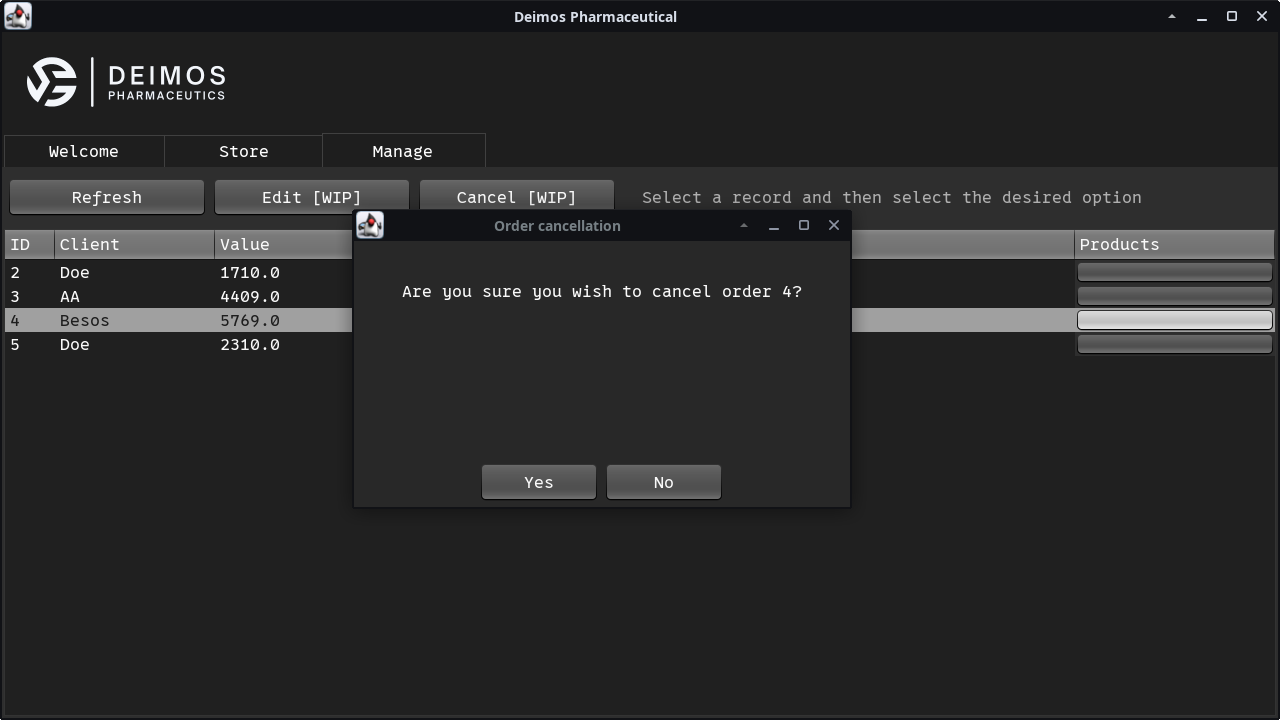 Deimos Pharmaceutical
DEIMOS
PHARMACEUTICS
Welcome Store Manage
Refresh Edit [WIP] Cancel [WIP] Select a record and then select the desired option
Order cancellation
ID Client Value Products
2 Doe 1710.0
3 AA 4409.0
4 Besos 5769.0
5 Doe 2310.0
Are you sure you wish to cancel order 4?
Yes No